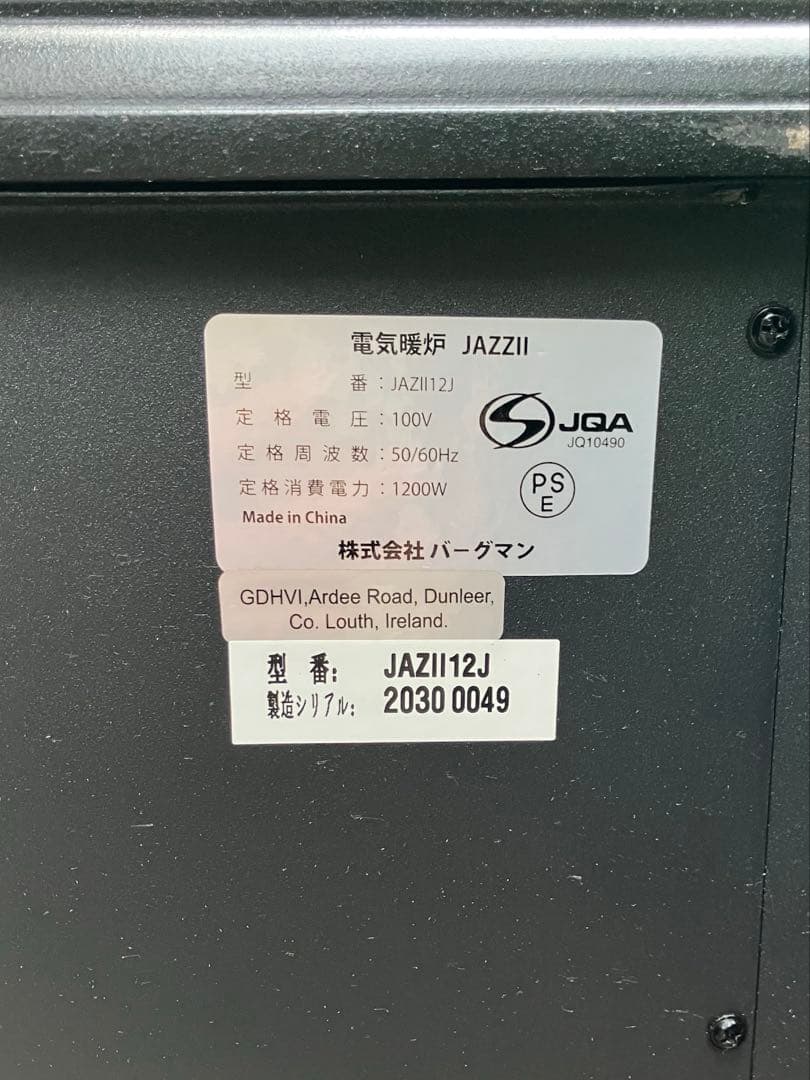 電気暖炉 JAZZII
型 番：JAZII12J
定格電圧：100V
定格周波数：50/60Hz
定格消費電力：1200W
Made in China
JQA
JQ10490
PS
E
株式会社 バーグマン
GDHVI,Ardee Road, Dunleer,
Co. Louth, Ireland.
型 番: JAZII12J
製造シリアル: 2030 0049